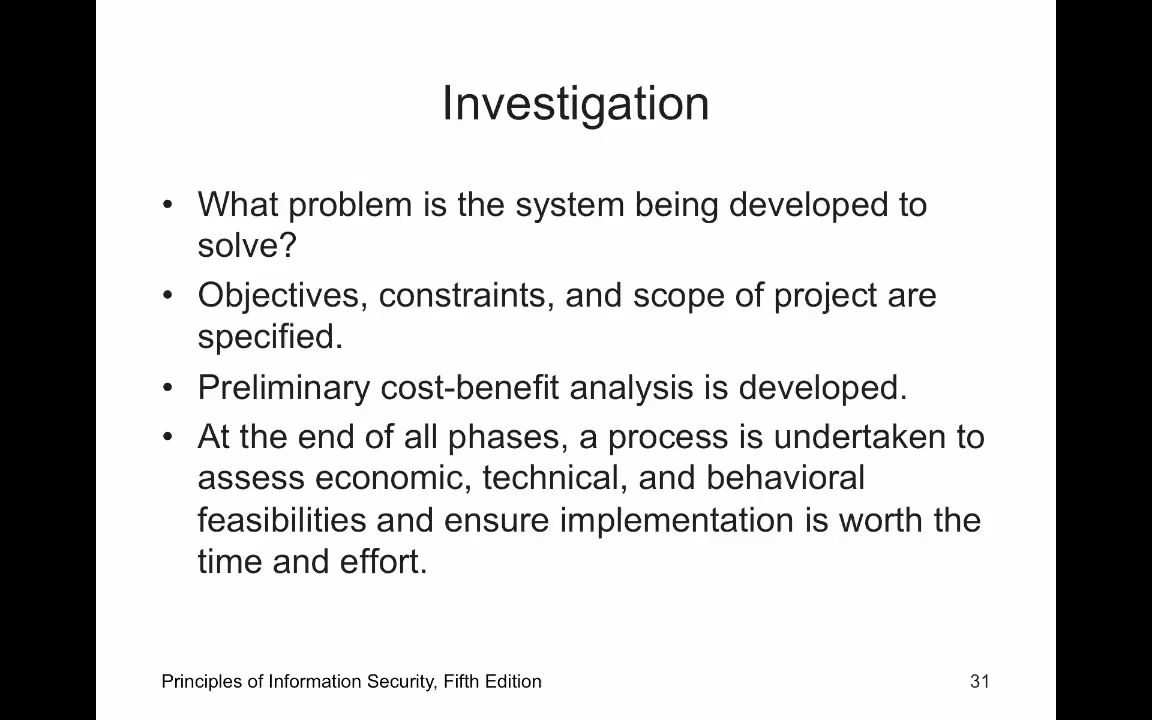 Investigation
• What problem is the system being developed to
solve?
• Objectives, constraints, and scope of project are
specified.
• Preliminary cost-benefit analysis is developed.
• At the end of all phases, a process is undertaken to
assess economic, technical, and behavioral
feasibilities and ensure implementation is worth the
time and effort.
Principles of Information Security, Fifth Edition
31